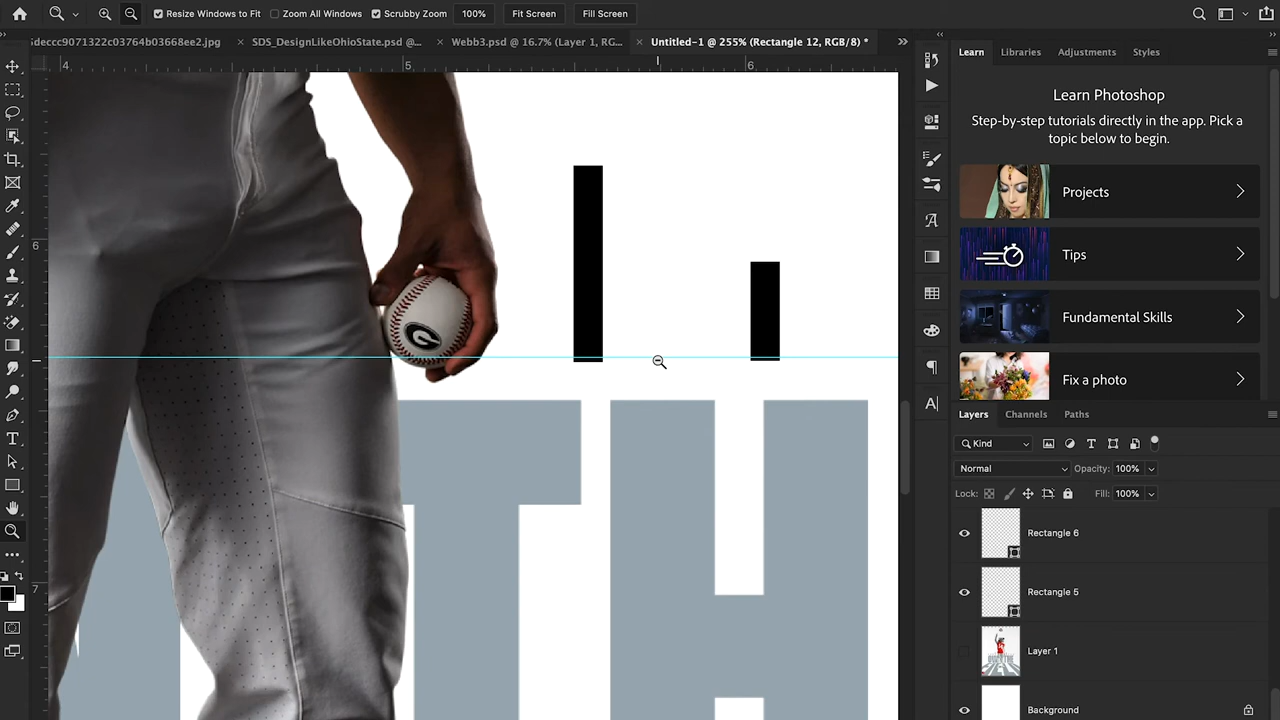 Resize Windows to Fit Zoom All Windows Scrubby Zoom 100% Fit Screen Fill Screen
deccc9071322c03764b03668ee2.jpg SDS_DesignLikeOhioState.psd @... Webb3.psd @ 16.7% (Layer 1, RG... Untitled-1 @ 255% (Rectangle 12, RGB/8) *
4 5 6
Learn Libraries Adjustments Styles
Learn Photoshop
Step-by-step tutorials directly in the app. Pick a
topic below to begin.
Projects
Tips
Fundamental Skills
Fix a photo
6
7
G
TH
Layers Channels Paths
Kind
Normal Opacity: 100%
Lock: Fill: 100%
Rectangle 6
Rectangle 5
Layer 1
Background